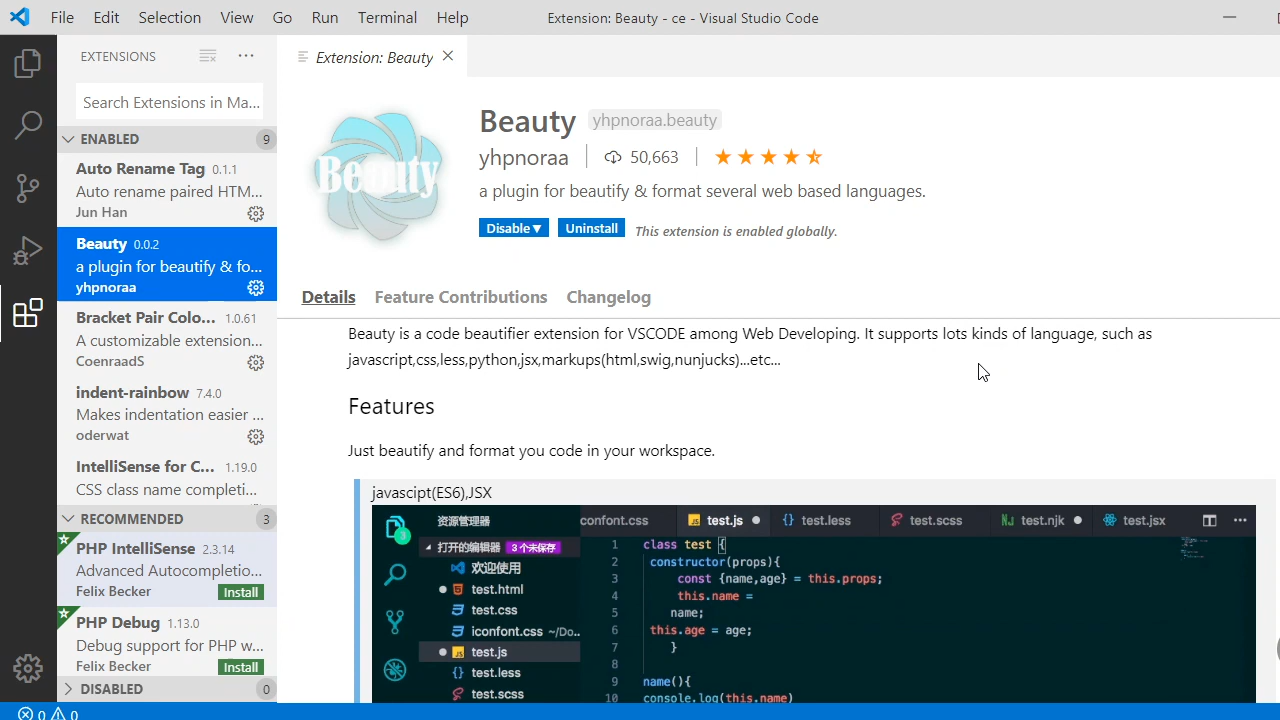 File Edit Selection View Go Run Terminal Help Extension: Beauty - ce - Visual Studio Code
EXTENSIONS
Extension: Beauty
Search Extensions in Ma...
ENABLED 9
Auto Rename Tag 0.1.1
Auto rename paired HTM...
Jun Han
Beauty 0.0.2
a plugin for beautify & fo...
yhpnoraa
Bracket Pair Colo... 1.0.61
A customizable extension...
CoenraadS
indent-rainbow 7.4.0
Makes indentation easier ...
oderwat
IntelliSense for C... 1.19.0
CSS class name completi...
RECOMMENDED 3
PHP IntelliSense 2.3.14
Advanced Autocompletio...
Felix Becker Install
PHP Debug 1.13.0
Debug support for PHP w...
Felix Becker Install
DISABLED 0
0 0
Beauty
Beauty yhpnoraa.beauty
yhpnoraa 50,663
a plugin for beautify & format several web based languages.
Disable Uninstall This extension is enabled globally.
Details Feature Contributions Changelog
Beauty is a code beautifier extension for VSCODE among Web Developing. It supports lots kinds of language, such as
javascript,css,less,python,jsx,markups(html,swig,nunjucks)...etc...
Features
Just beautify and format you code in your workspace.
javascipt(ES6),JSX
3 资源管理器 confont.css test.js test.less test.scss test.njk test.jsx
打开的编辑器 3 个未保存
欢迎使用
test.html
test.css
iconfont.css ~/Do...
test.js
test.less
test.scss
1 class test {
2 constructor(props){
3 const {name,age} = this.props;
4 this.name =
5 name;
6 this.age = age;
7 }
8
9 name(){
10 console.log(this.name)